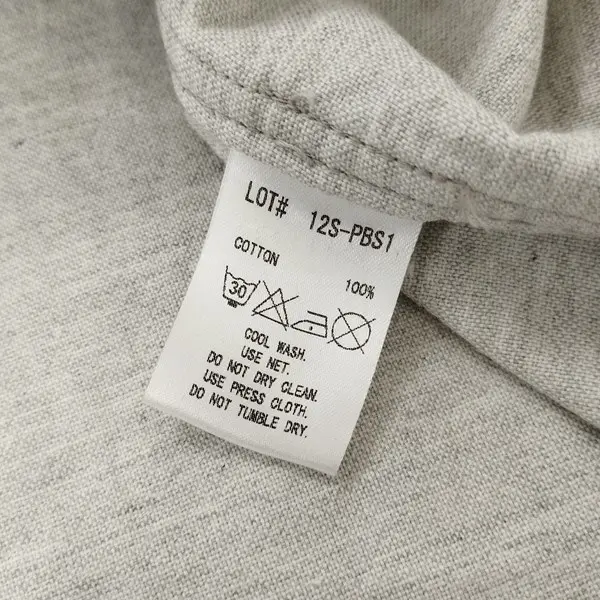 LOT# 12S-PBS1
COTTON 100%
30
COOL WASH.
USE NET.
DO NOT DRY CLEAN.
USE PRESS CLOTH.
DO NOT TUMBLE DRY.